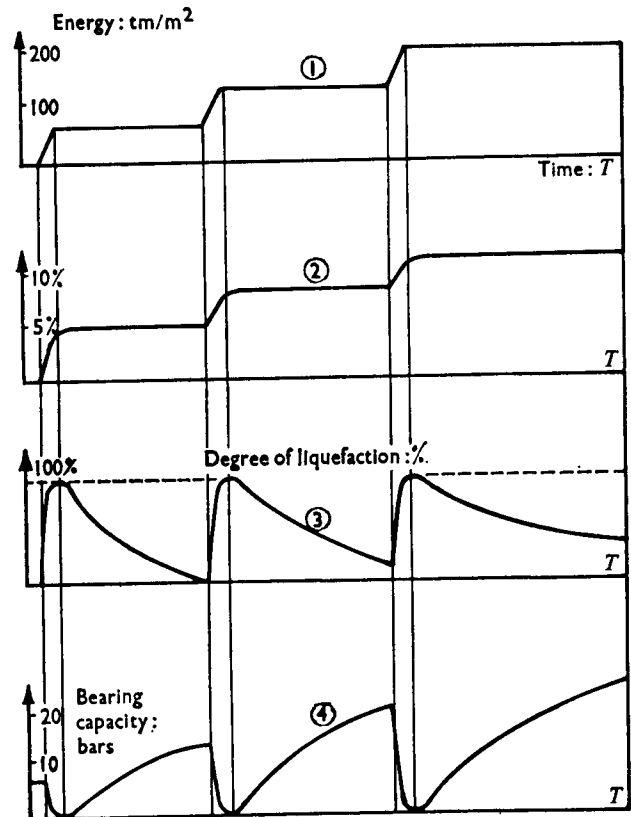 Energy : tm/m²
200
100
①
Time : T
10%
5%
②
T
100%
Degree of liquefaction :%
③
T
Bearing
capacity :
bars
20
10
④
T